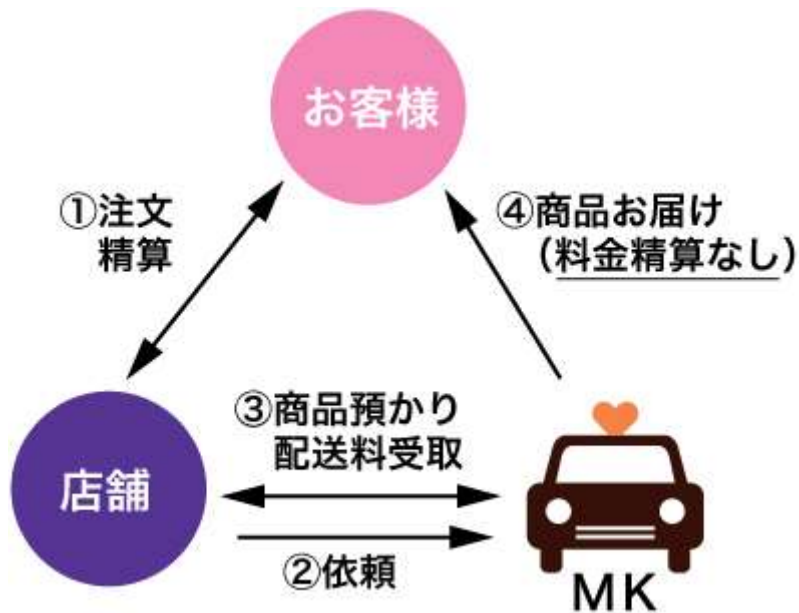 お客様
①注文
精算
④商品お届け
（料金精算なし）
③商品預かり
配送料受取
店舗
②依頼
MK